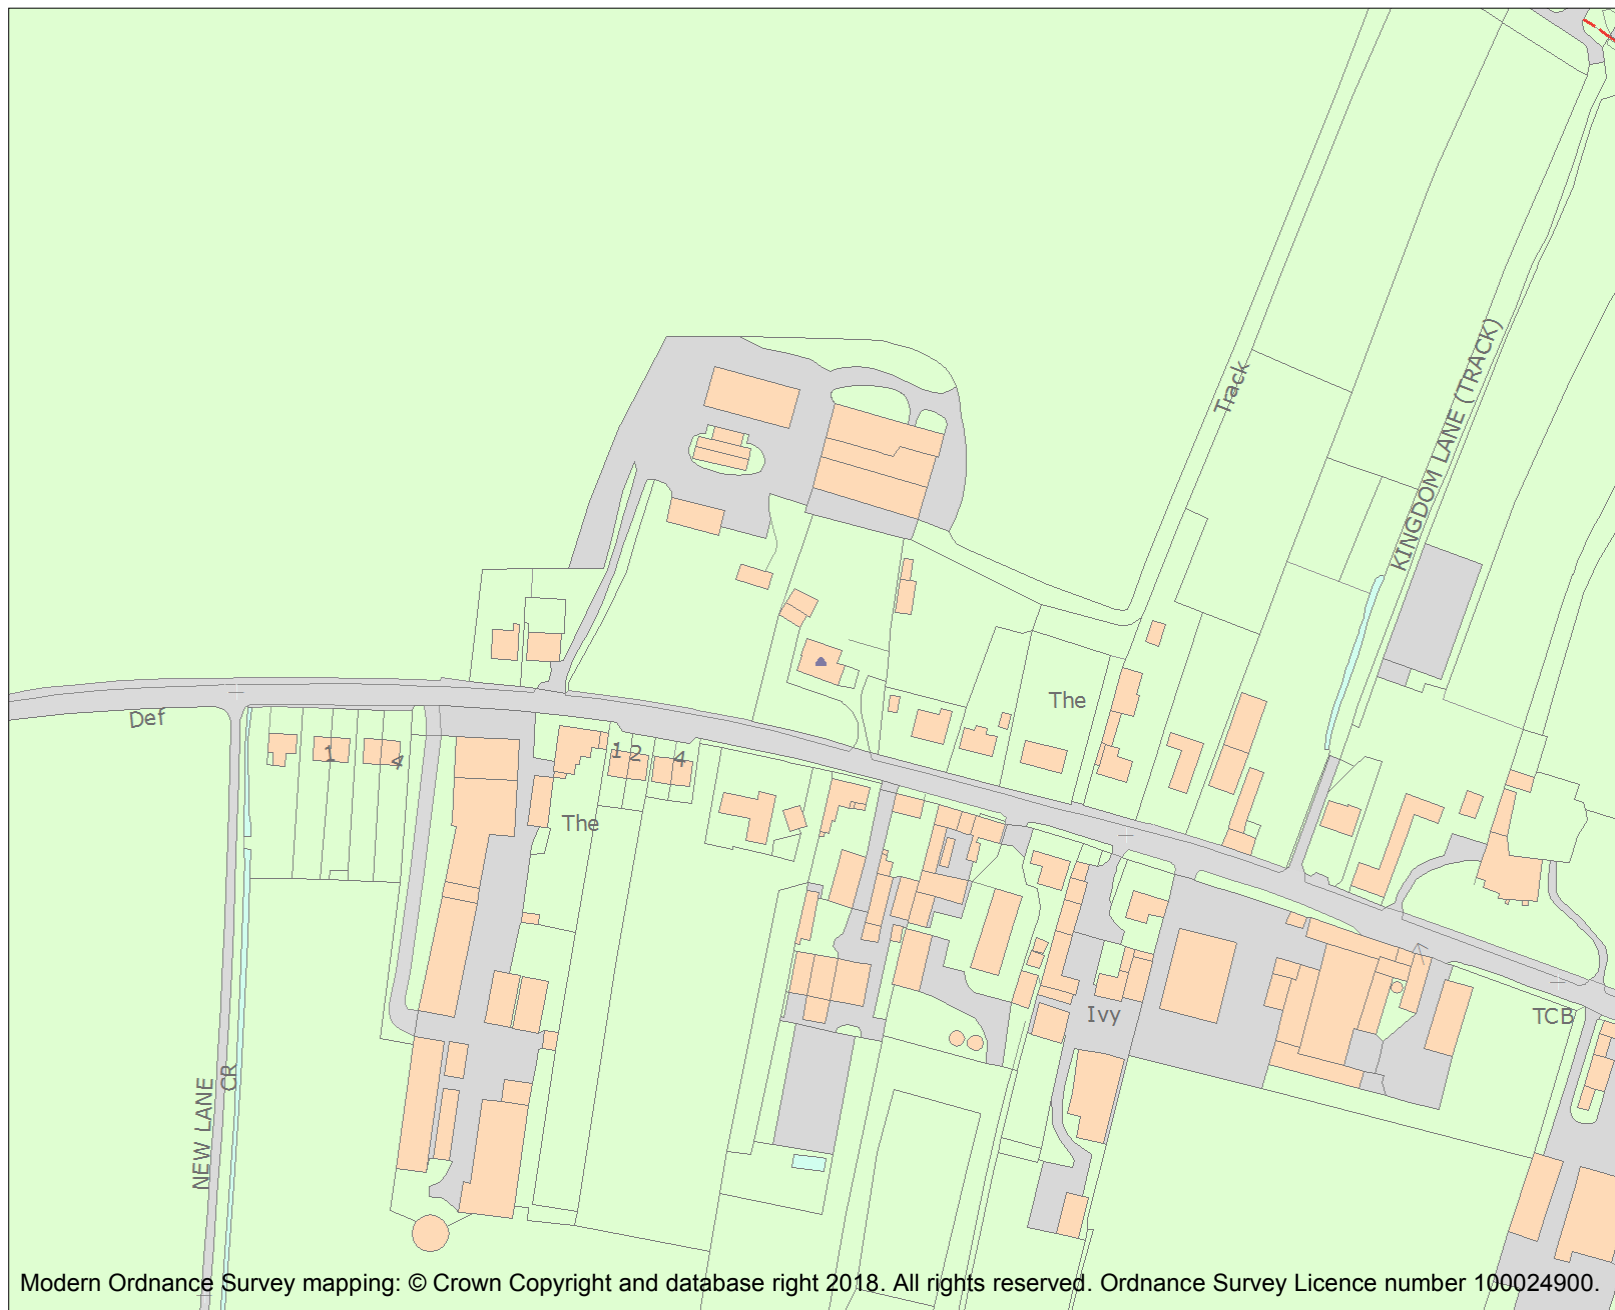 Track
KINGDOM LANE (TRACK)
The
Def
1
4
1 2
4
The
Ivy
TCB
NEW LANE
CR
Modern Ordnance Survey mapping: © Crown Copyright and database right 2018. All rights reserved. Ordnance Survey Licence number 100024900.